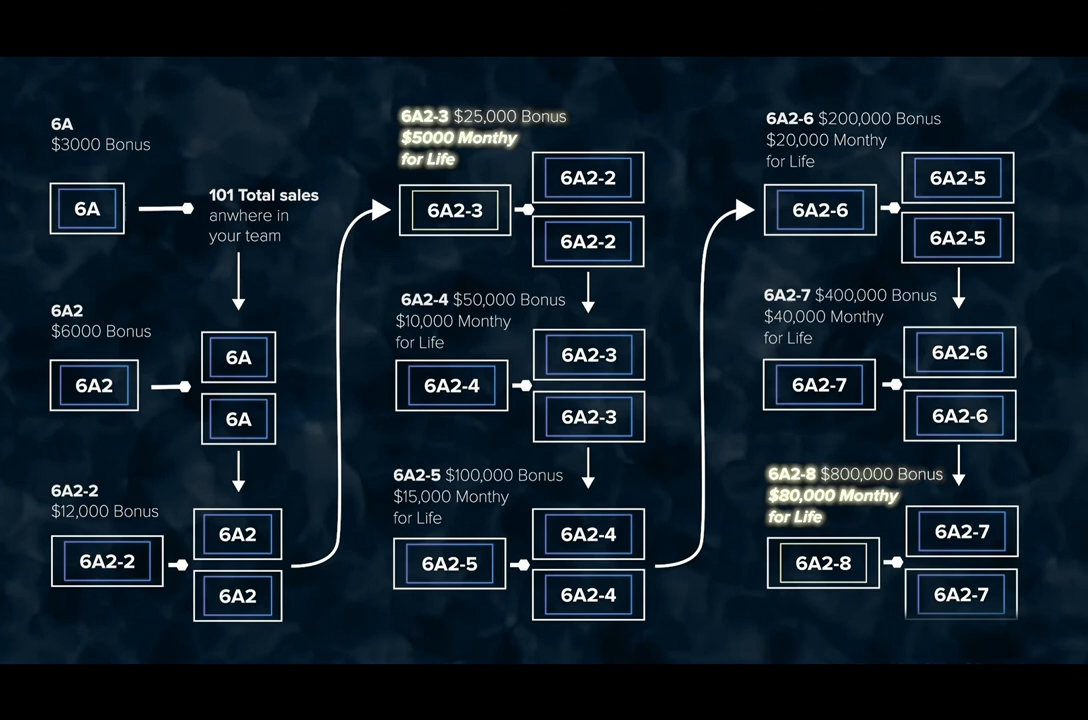 6A
$3000 Bonus
6A
101 Total sales
anwhere in
your team
6A2
$6000 Bonus
6A2
6A
6A
6A2-2
$12,000 Bonus
6A2-2
6A2
6A2
6A2-3 $25,000 Bonus
$5000 Monthy
for Life
6A2-3
6A2-2
6A2-2
6A2-4 $50,000 Bonus
$10,000 Monthy
for Life
6A2-4
6A2-3
6A2-3
6A2-5 $100,000 Bonus
$15,000 Monthy
for Life
6A2-5
6A2-4
6A2-4
6A2-6 $200,000 Bonus
$20,000 Monthy
for Life
6A2-6
6A2-5
6A2-5
6A2-7 $400,000 Bonus
$40,000 Monthy
for Life
6A2-7
6A2-6
6A2-6
6A2-8 $800,000 Bonus
$80,000 Monthy
for Life
6A2-8
6A2-7
6A2-7